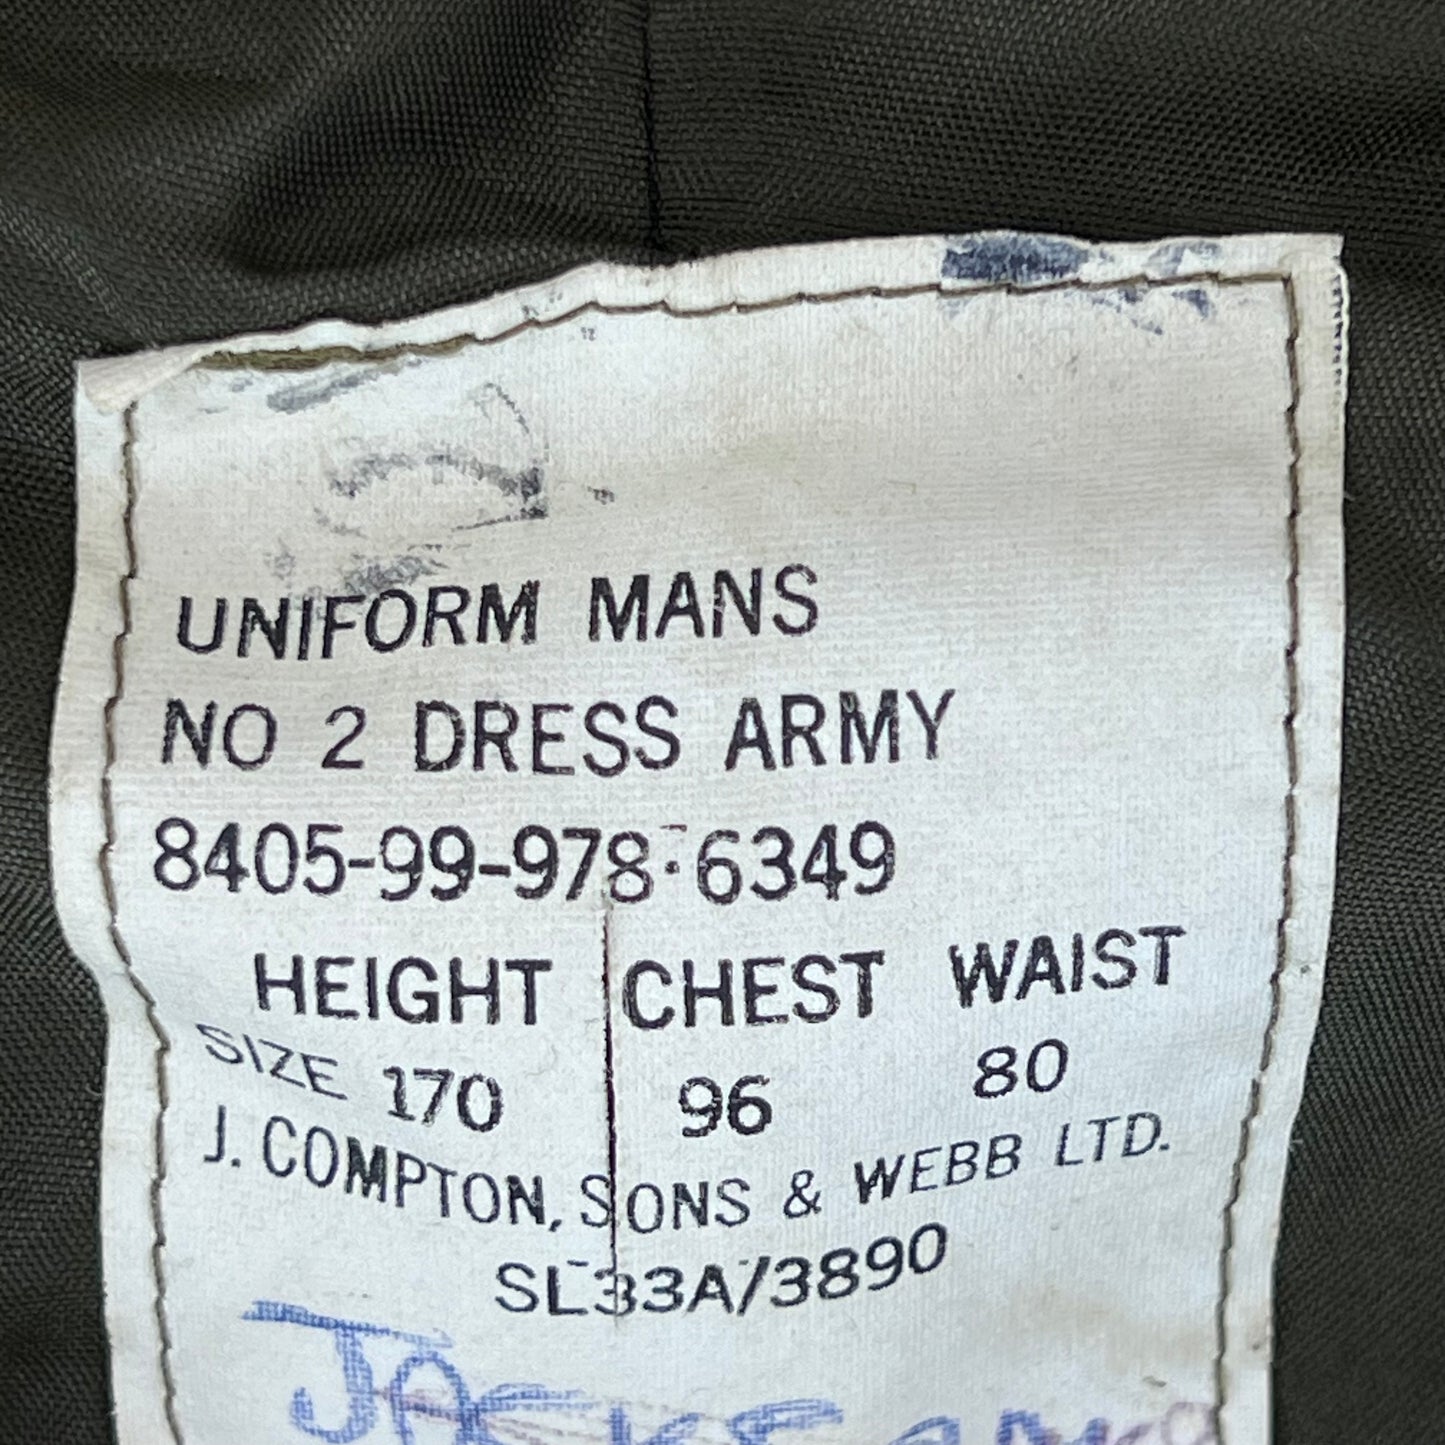 UNIFORM MANS
NO 2 DRESS ARMY
8405-99-978-6349
HEIGHT CHEST WAIST
SIZE 170 96 80
J. COMPTON, SONS & WEBB LTD.
SL33A/3890